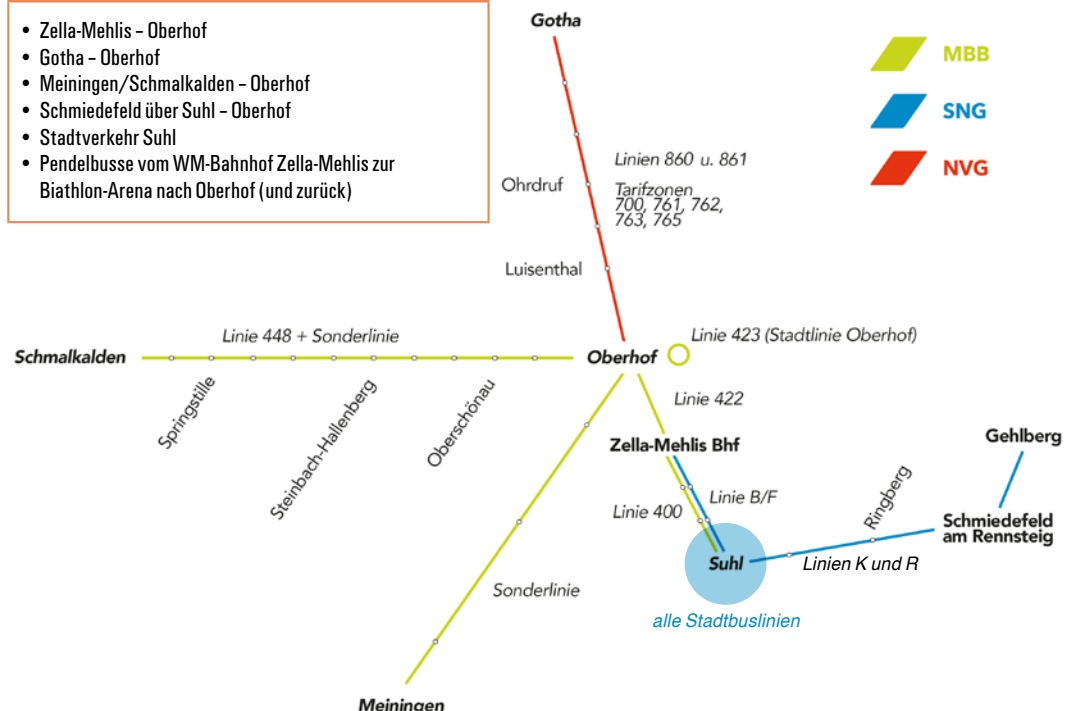 • Zella-Mehlis – Oberhof
• Gotha – Oberhof
• Meiningen/Schmalkalden – Oberhof
• Schmiedefeld über Suhl – Oberhof
• Stadtverkehr Suhl
• Pendelbusse vom WM-Bahnhof Zella-Mehlis zur
Biathlon-Arena nach Oberhof (und zurück)
Gotha
MBB
SNG
NVG
Linien 860 u. 861
Ohrdruf
Tarifzonen
700, 761, 762,
763, 765
Luisenthal
Linie 448 + Sonderlinie
Linie 423 (Stadtlinie Oberhof)
Schmalkalden
Oberhof
Springstille
Steinbach-Hallenberg
Oberschönau
Linie 422
Zella-Mehlis Bhf
Gehlberg
Linie B/F
Linie 400
Ringberg
Schmiedefeld
am Rennsteig
Suhl
Linien K und R
Sonderlinie
alle Stadtbuslinien
Meiningen